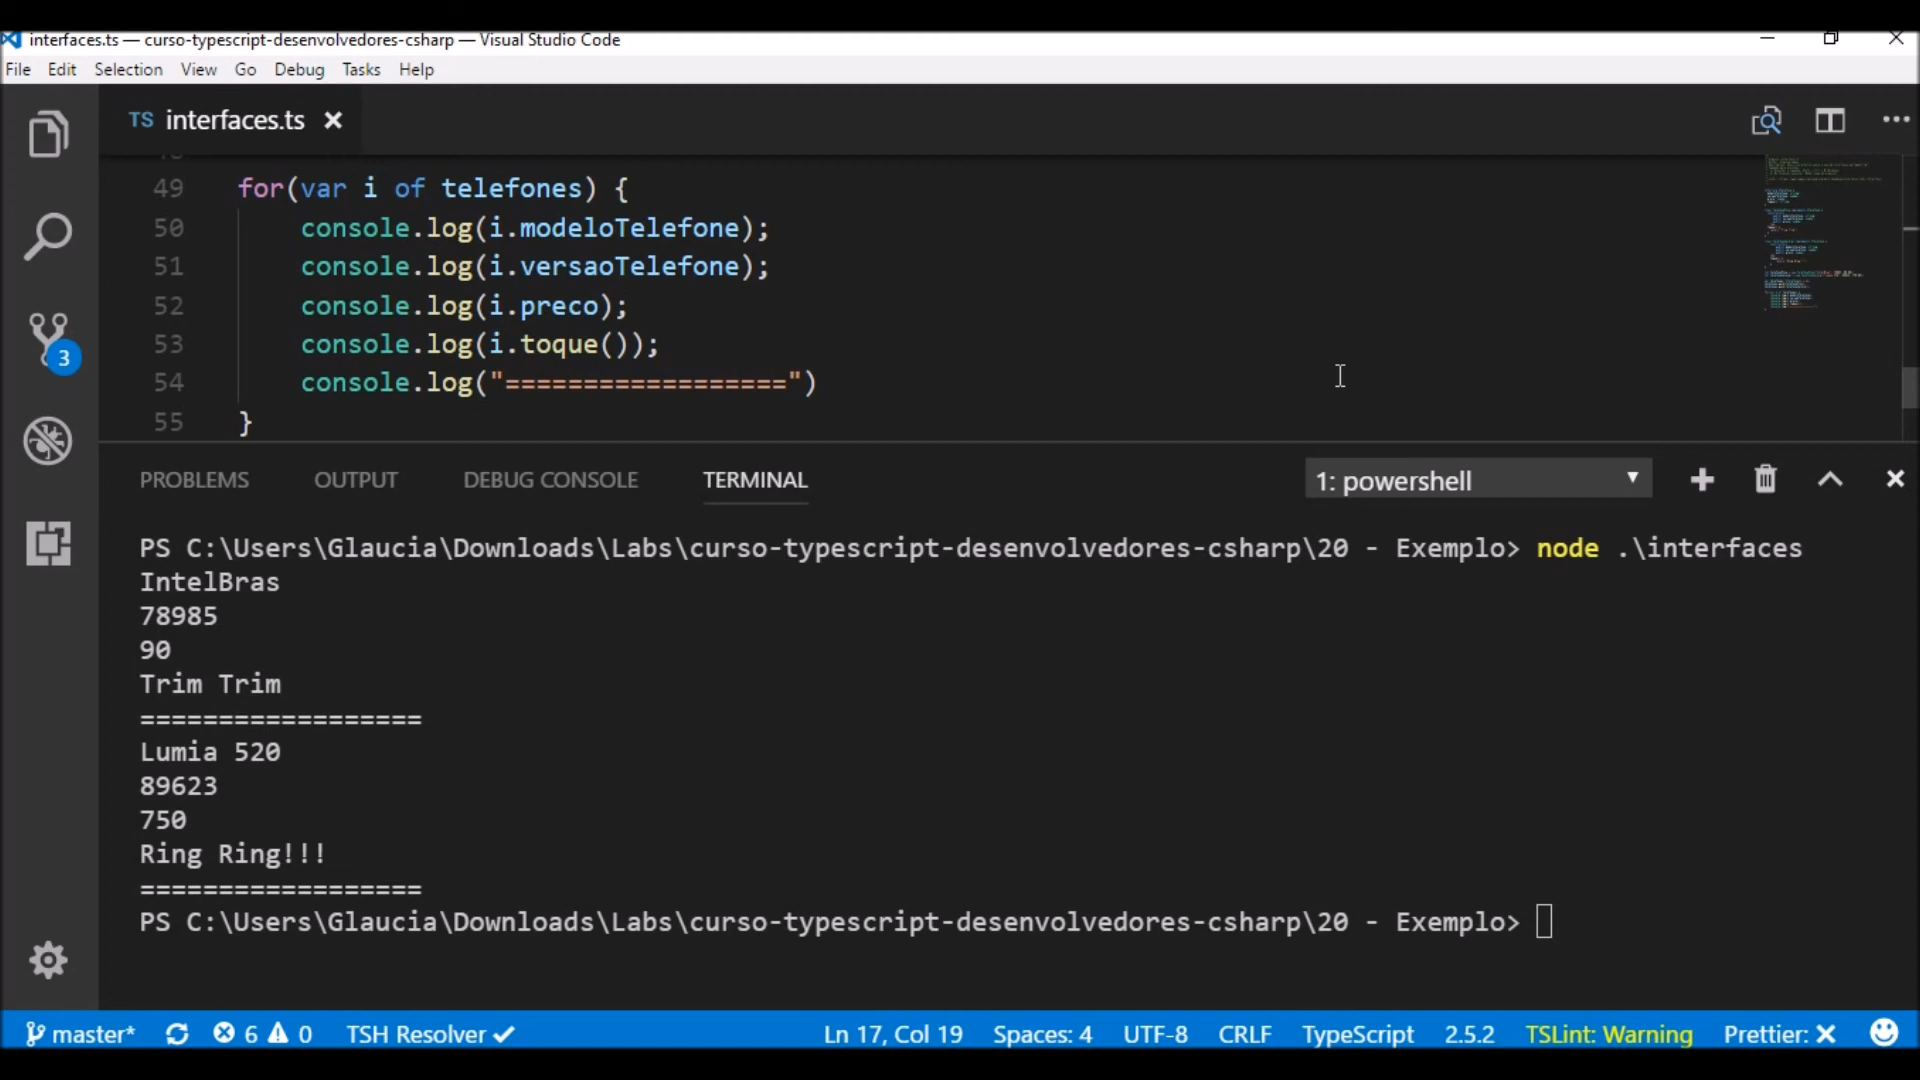 interfaces.ts — curso-typescript-desenvolvedores-csharp — Visual Studio Code
File Edit Selection View Go Debug Tasks Help
TS interfaces.ts
49 for(var i of telefones) {
50 console.log(i.modeloTelefone);
51 console.log(i.versaoTelefone);
52 console.log(i.preco);
53 console.log(i.toque());
54 console.log("==================")
55 }
3
PROBLEMS OUTPUT DEBUG CONSOLE TERMINAL 1: powershell
PS C:\Users\Glaucia\Downloads\Labs\curso-typescript-desenvolvedores-csharp\20 - Exemplo> node .\interfaces
IntelBras
78985
90
Trim Trim
==================
Lumia 520
89623
750
Ring Ring!!!
==================
PS C:\Users\Glaucia\Downloads\Labs\curso-typescript-desenvolvedores-csharp\20 - Exemplo>
master* 6 0 TSH Resolver Ln 17, Col 19 Spaces: 4 UTF-8 CRLF TypeScript 2.5.2 TSLint: Warning Prettier: